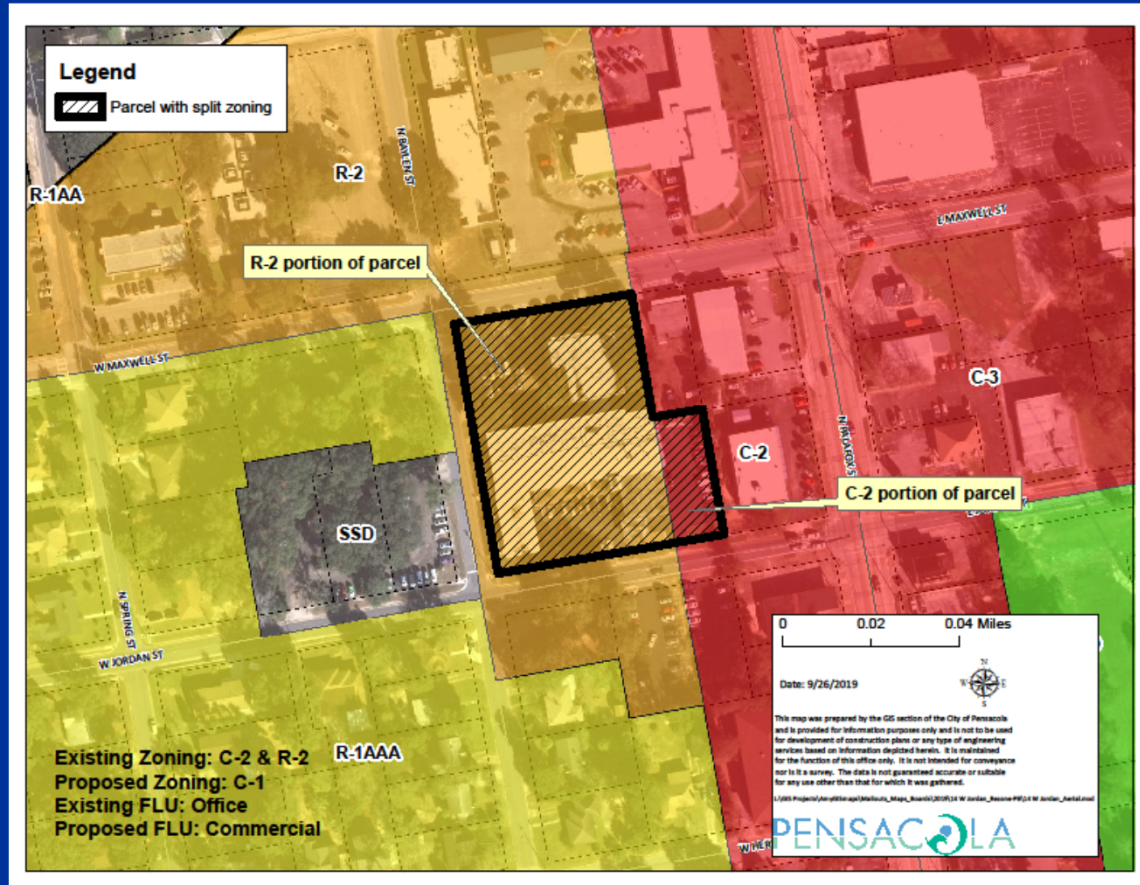 Legend
Parcel with split zoning
R-1AA
R-2
N BAYLEN ST
E MAXWELL ST
R-2 portion of parcel
W MAXWELL ST
C-3
C-2
N PALAFOX S
C-2 portion of parcel
SSD
N SPRING ST
W JORDAN ST
R-1AAA
Existing Zoning: C-2 & R-2
Proposed Zoning: C-1
Existing FLU: Office
Proposed FLU: Commercial
0 0.02 0.04 Miles
Date: 9/26/2019
N
W E
S
This map was prepared by the GIS section of the City of Pensacola
and is provided for information purposes only and is not to be used
for development of construction plans or any type of engineering
services based on information depicted herein. It is maintained
for the function of this office only. It is not intended for conveyance
nor is it a survey. The data is not guaranteed accurate or suitable
for any use other than that for which it was gathered.
PENSACOLA
W HER